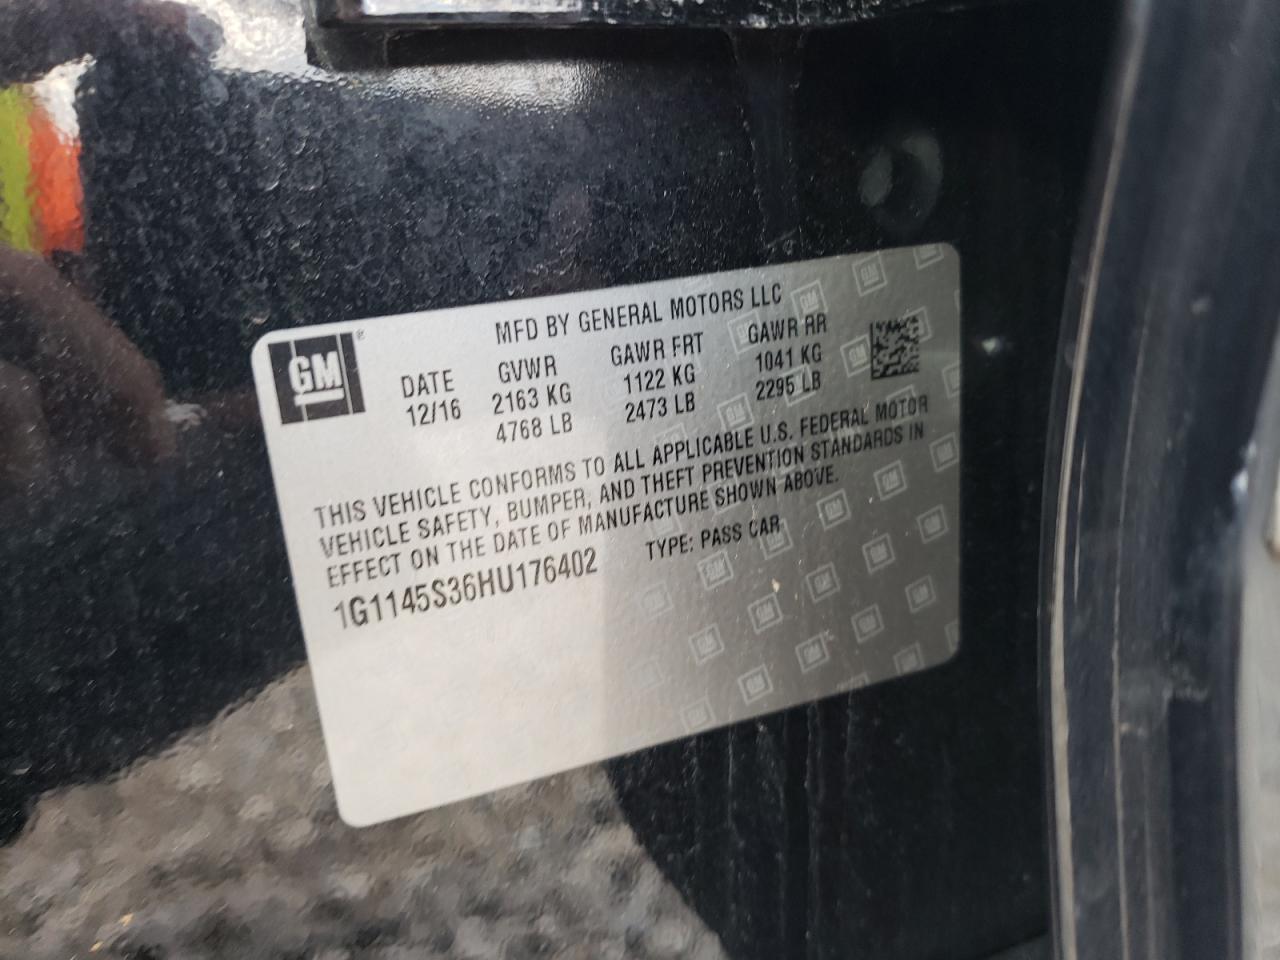 GM
MFD BY GENERAL MOTORS LLC
DATE GVWR GAWR FRT GAWR RR
12/16 2163 KG 1122 KG 1041 KG
4768 LB 2473 LB 2295 LB
THIS VEHICLE CONFORMS TO ALL APPLICABLE U.S. FEDERAL MOTOR
VEHICLE SAFETY, BUMPER, AND THEFT PREVENTION STANDARDS IN
EFFECT ON THE DATE OF MANUFACTURE SHOWN ABOVE.
1G1145S36HU176402 TYPE: PASS CAR